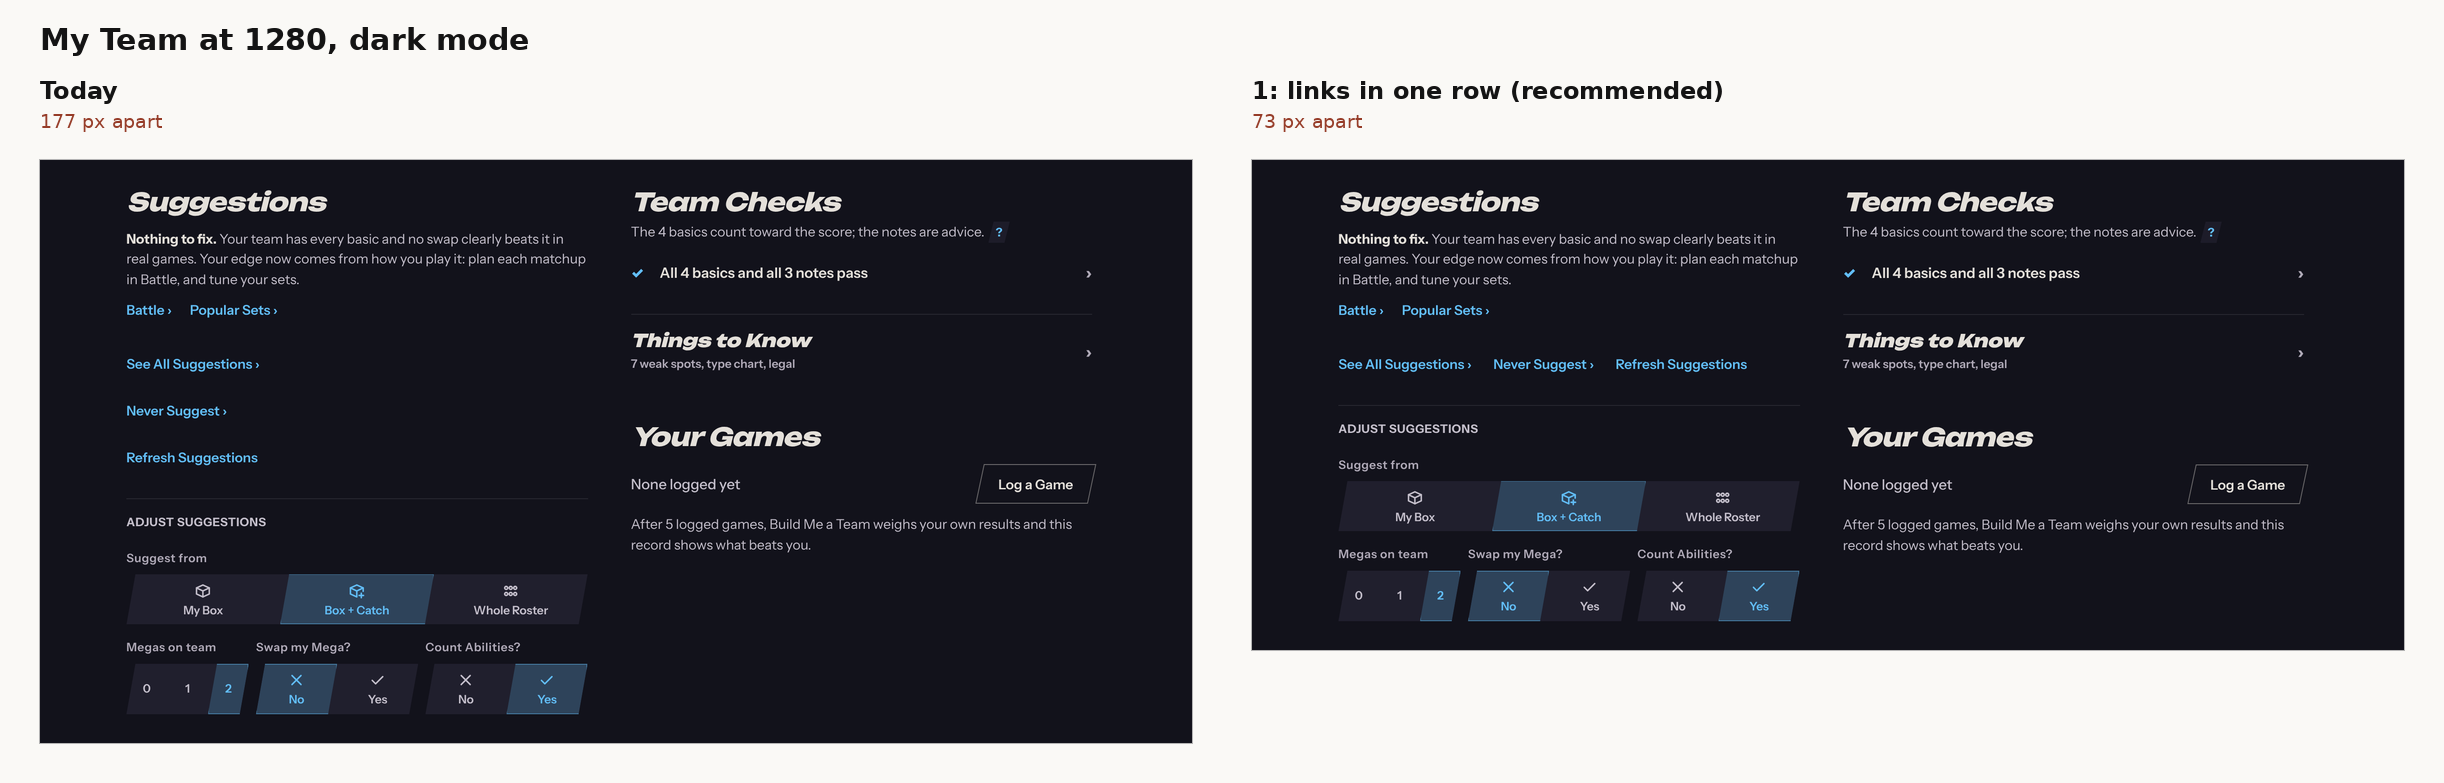 My Team at 1280, dark mode
Today
177 px apart
Suggestions
Nothing to fix. Your team has every basic and no swap clearly beats it in
real games. Your edge now comes from how you play it: plan each matchup
in Battle, and tune your sets.
Battle ›
Popular Sets ›
See All Suggestions ›
Never Suggest ›
Refresh Suggestions
ADJUST SUGGESTIONS
Suggest from
My Box
Box + Catch
Whole Roster
Megas on team
Swap my Mega?
Count Abilities?
0
1
2
No
Yes
No
Yes
Team Checks
The 4 basics count toward the score; the notes are advice. ?
All 4 basics and all 3 notes pass ›
Things to Know
7 weak spots, type chart, legal ›
Your Games
None logged yet
Log a Game
After 5 logged games, Build Me a Team weighs your own results and this
record shows what beats you.
1: links in one row (recommended)
73 px apart
Suggestions
Nothing to fix. Your team has every basic and no swap clearly beats it in
real games. Your edge now comes from how you play it: plan each matchup
in Battle, and tune your sets.
Battle ›
Popular Sets ›
See All Suggestions ›
Never Suggest ›
Refresh Suggestions
ADJUST SUGGESTIONS
Suggest from
My Box
Box + Catch
Whole Roster
Megas on team
Swap my Mega?
Count Abilities?
0
1
2
No
Yes
No
Yes
Team Checks
The 4 basics count toward the score; the notes are advice. ?
All 4 basics and all 3 notes pass ›
Things to Know
7 weak spots, type chart, legal ›
Your Games
None logged yet
Log a Game
After 5 logged games, Build Me a Team weighs your own results and this
record shows what beats you.